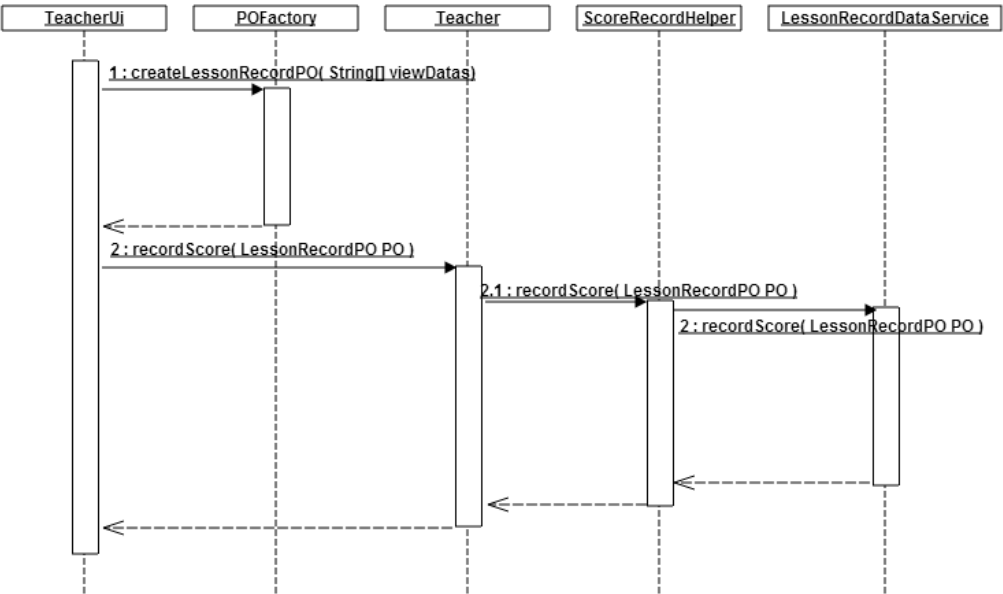 TeacherUi
POFactory
Teacher
ScoreRecordHelper
LessonRecordDataService
1 : createLessonRecordPO( String[] viewDatas)
2 : recordScore( LessonRecordPO PO )
2.1 : recordScore( LessonRecordPO PO )
2 : recordScore( LessonRecordPO PO )